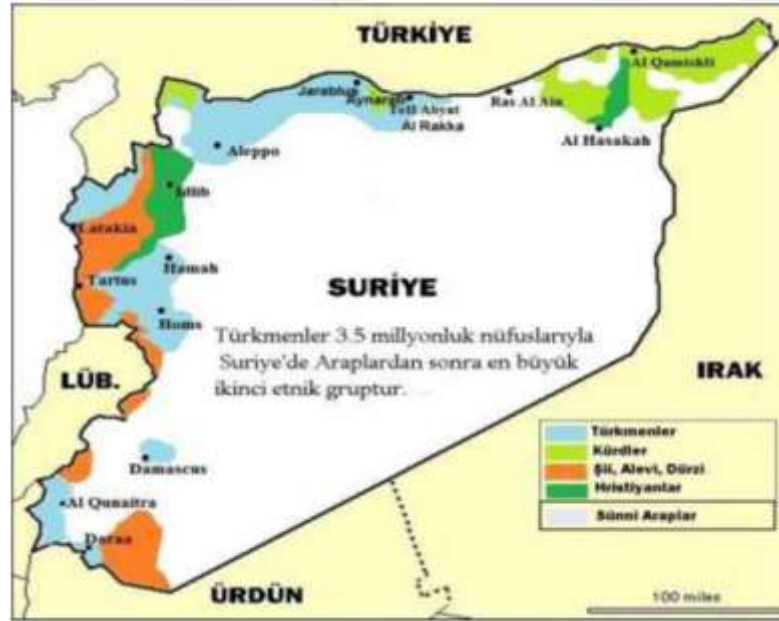 TÜRKİYE
Al Qamishli
Jarablus
Aynarab
Tell Abyat
Ras Al Ain
Al Rakka
Al Hasakah
Aleppo
Idlib
Latakia
Hamah
Tartus
SURİYE
Homs
Türkmenler 3.5 millyonluk nüfuslarıyla
Suriye'de Araplardan sonra en büyük
ikinci etnik gruptur.
LÜB.
IRAK
Türkmenler
Kürdler
Şii, Alevi, Dürzi
Hristiyanlar
Sünni Araplar
Damascus
Al Qunaitra
Daraa
ÜRDÜN
100 miles